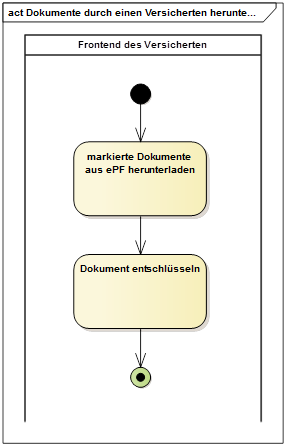 act Dokumente durch einen Versicherten herunte...
Frontend des Versicherten
markierte Dokumente
aus ePF herunterladen
Dokument entschlüsseln